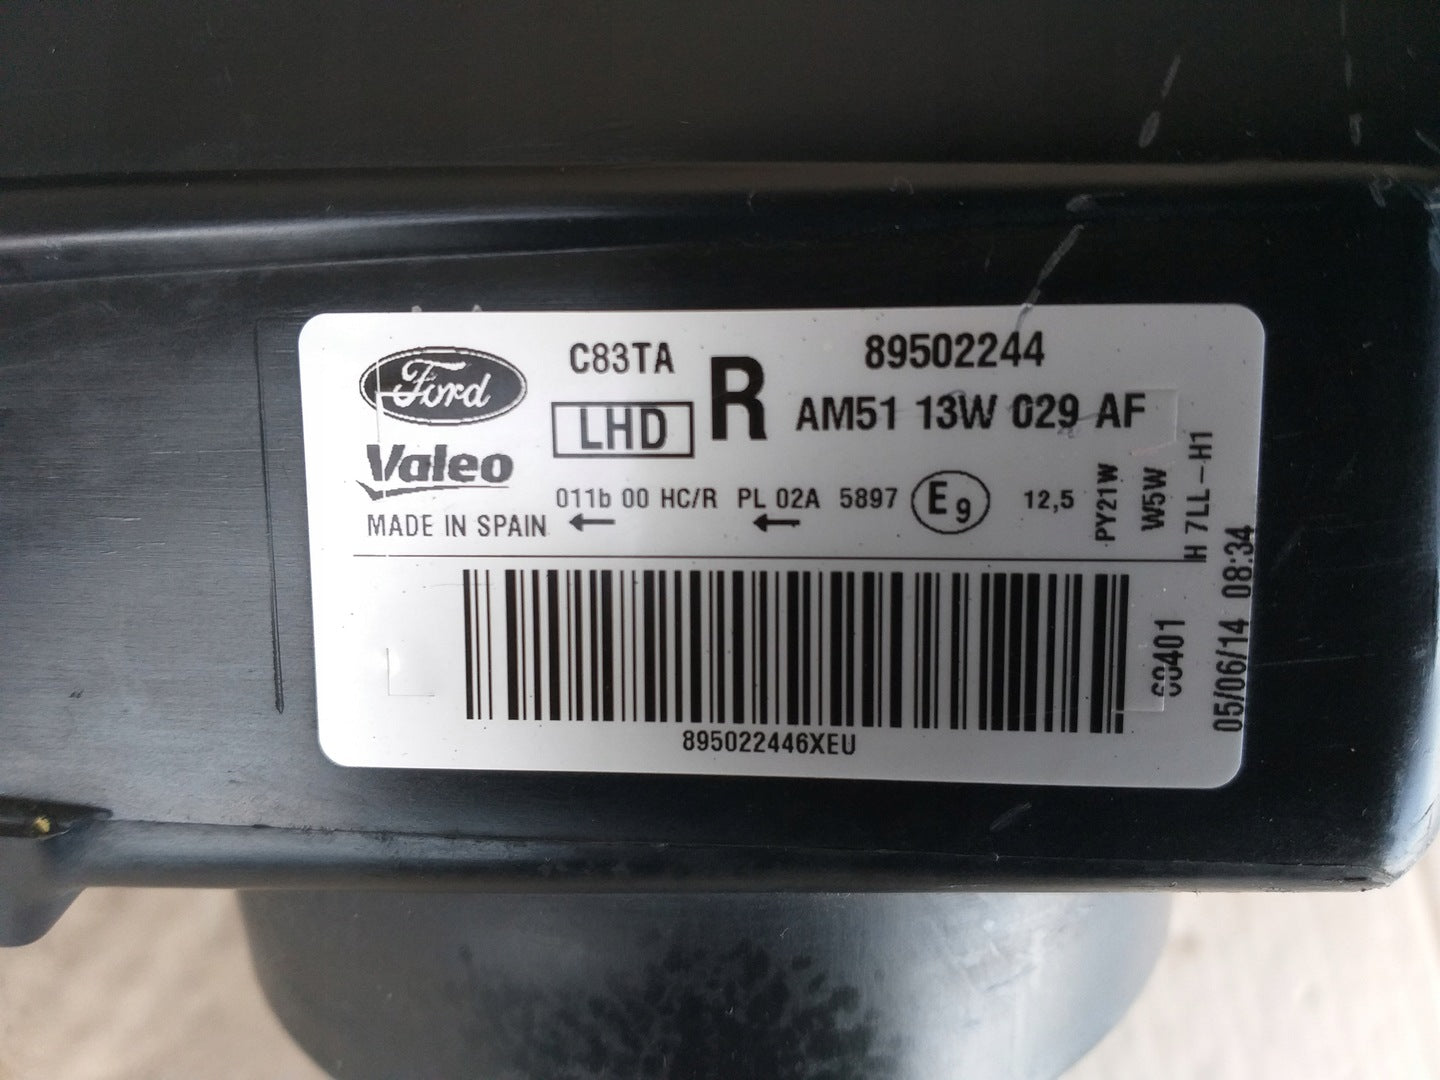 Ford
C83TA
R
89502244
LHD
AM51 13W 029 AF
Valeo
011b 00 HC/R PL 02A 5897 E9 12,5
MADE IN SPAIN
PY21W
W5W
H 7LL-H1
05/06/14 08:34
895022446XEU